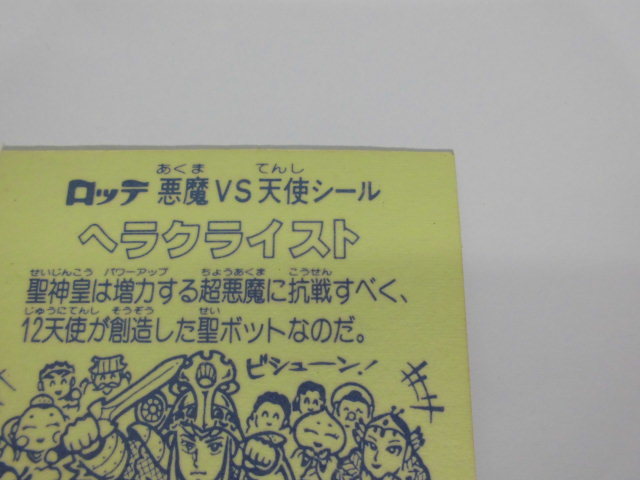 あくま てんし
ロッテ 悪魔VS天使シール
ヘラクライスト
せいじんこう パワーアップ ちょうあくま こうせん
聖神皇は増力する超悪魔に抗戦すべく、
じゅうにてんし そうぞう せい
12天使が創造した聖ボットなのだ。
ビシューン!